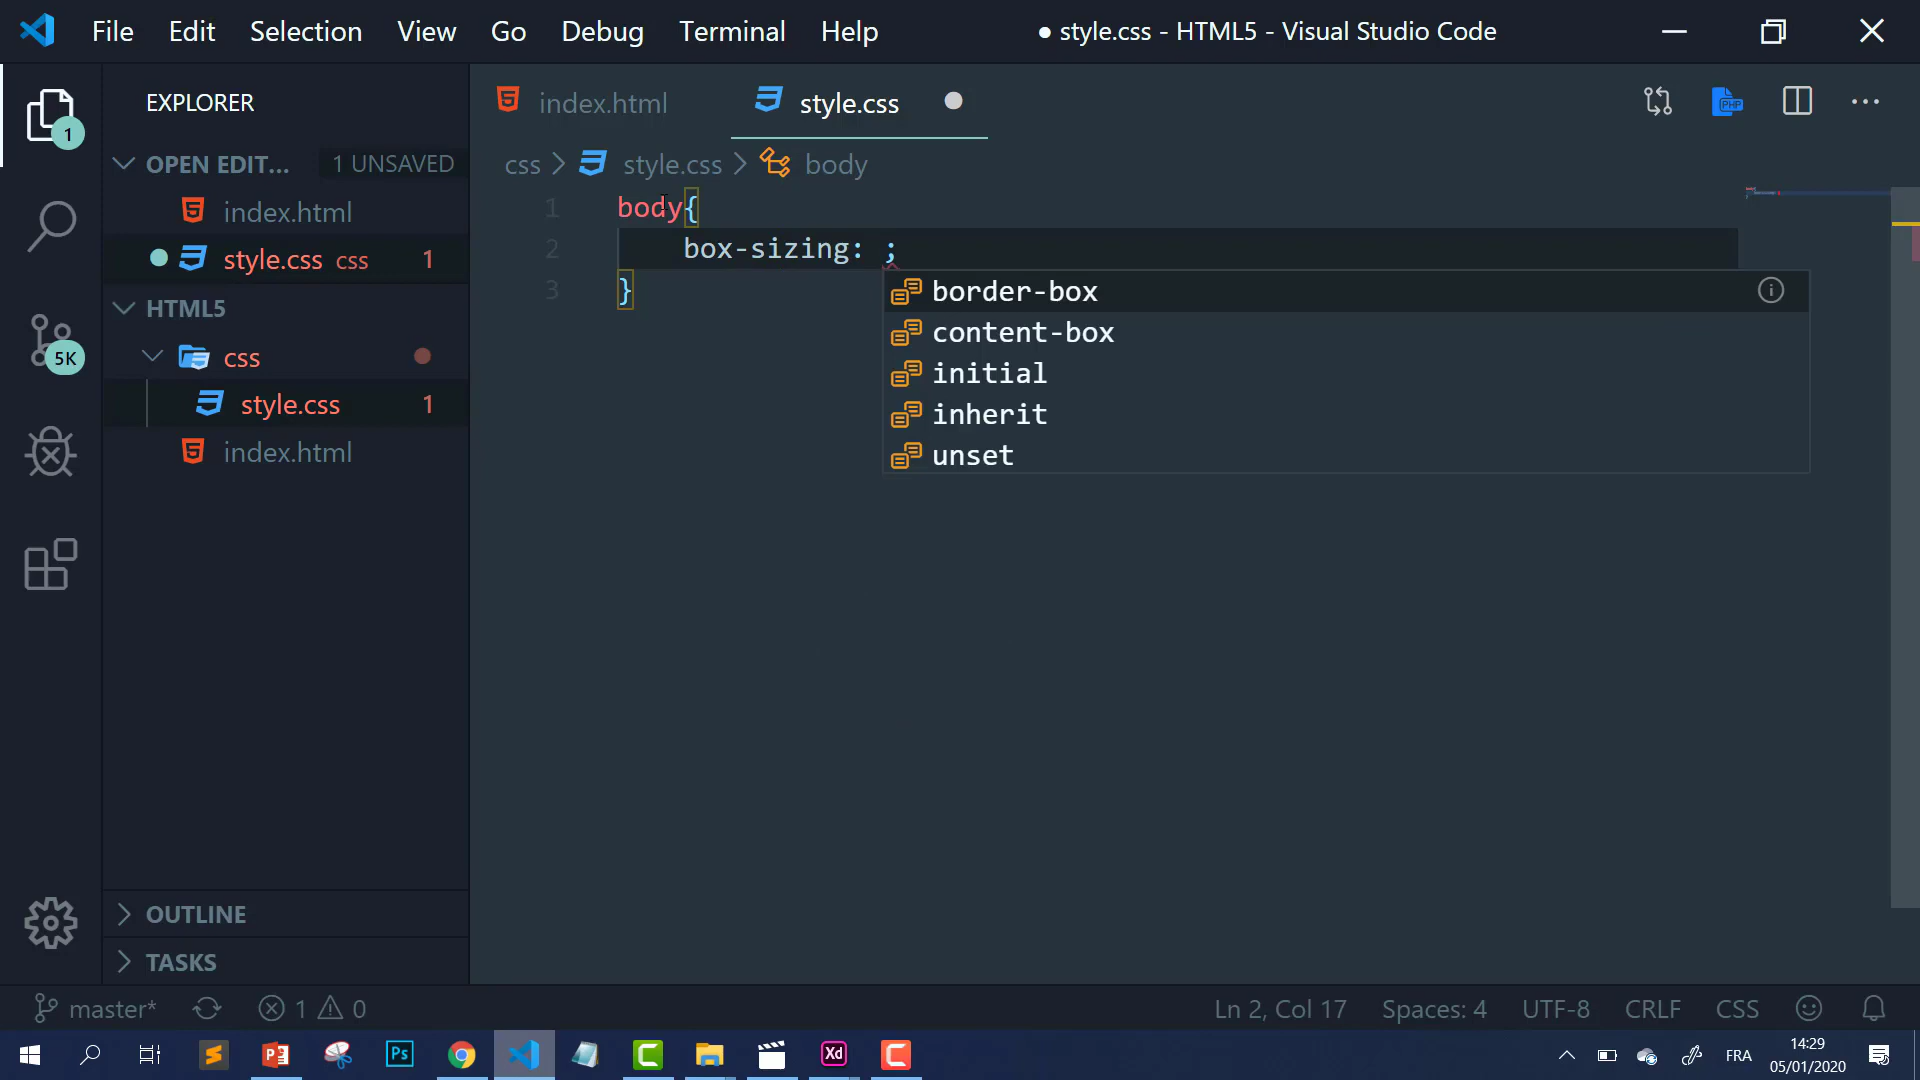 File Edit Selection View Go Debug Terminal Help ● style.css - HTML5 - Visual Studio Code
EXPLORER
OPEN EDIT... 1 UNSAVED
index.html
style.css css 1
HTML5
css
style.css 1
index.html
OUTLINE
TASKS
1
5K
index.html style.css
PHP
css > style.css > body
1 body{
2 box-sizing: ;
3 }
border-box
content-box
initial
inherit
unset
master* 1 0 Ln 2, Col 17 Spaces: 4 UTF-8 CRLF CSS
Ps
Xd
FRA
14:29
05/01/2020